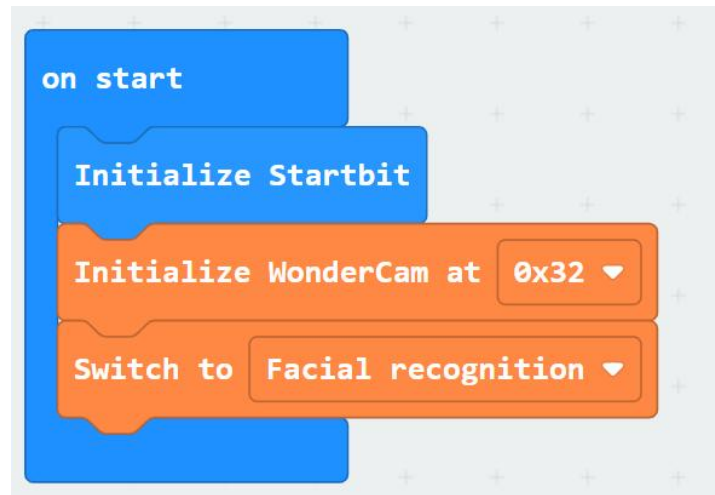 on start
Initialize Startbit
Initialize WonderCam at 0x32
Switch to Facial recognition